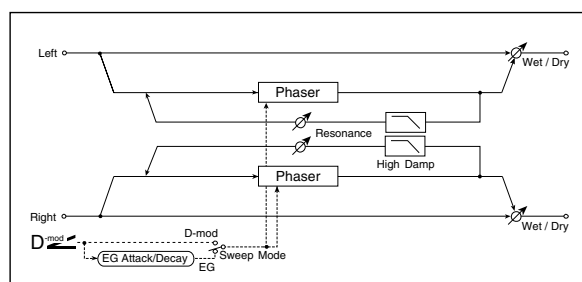 Left
Wet / Dry
Phaser
Resonance
High Damp
Phaser
Right
Wet / Dry
D-mod
D-mod
EG Attack/Decay
EG
Sweep Mode